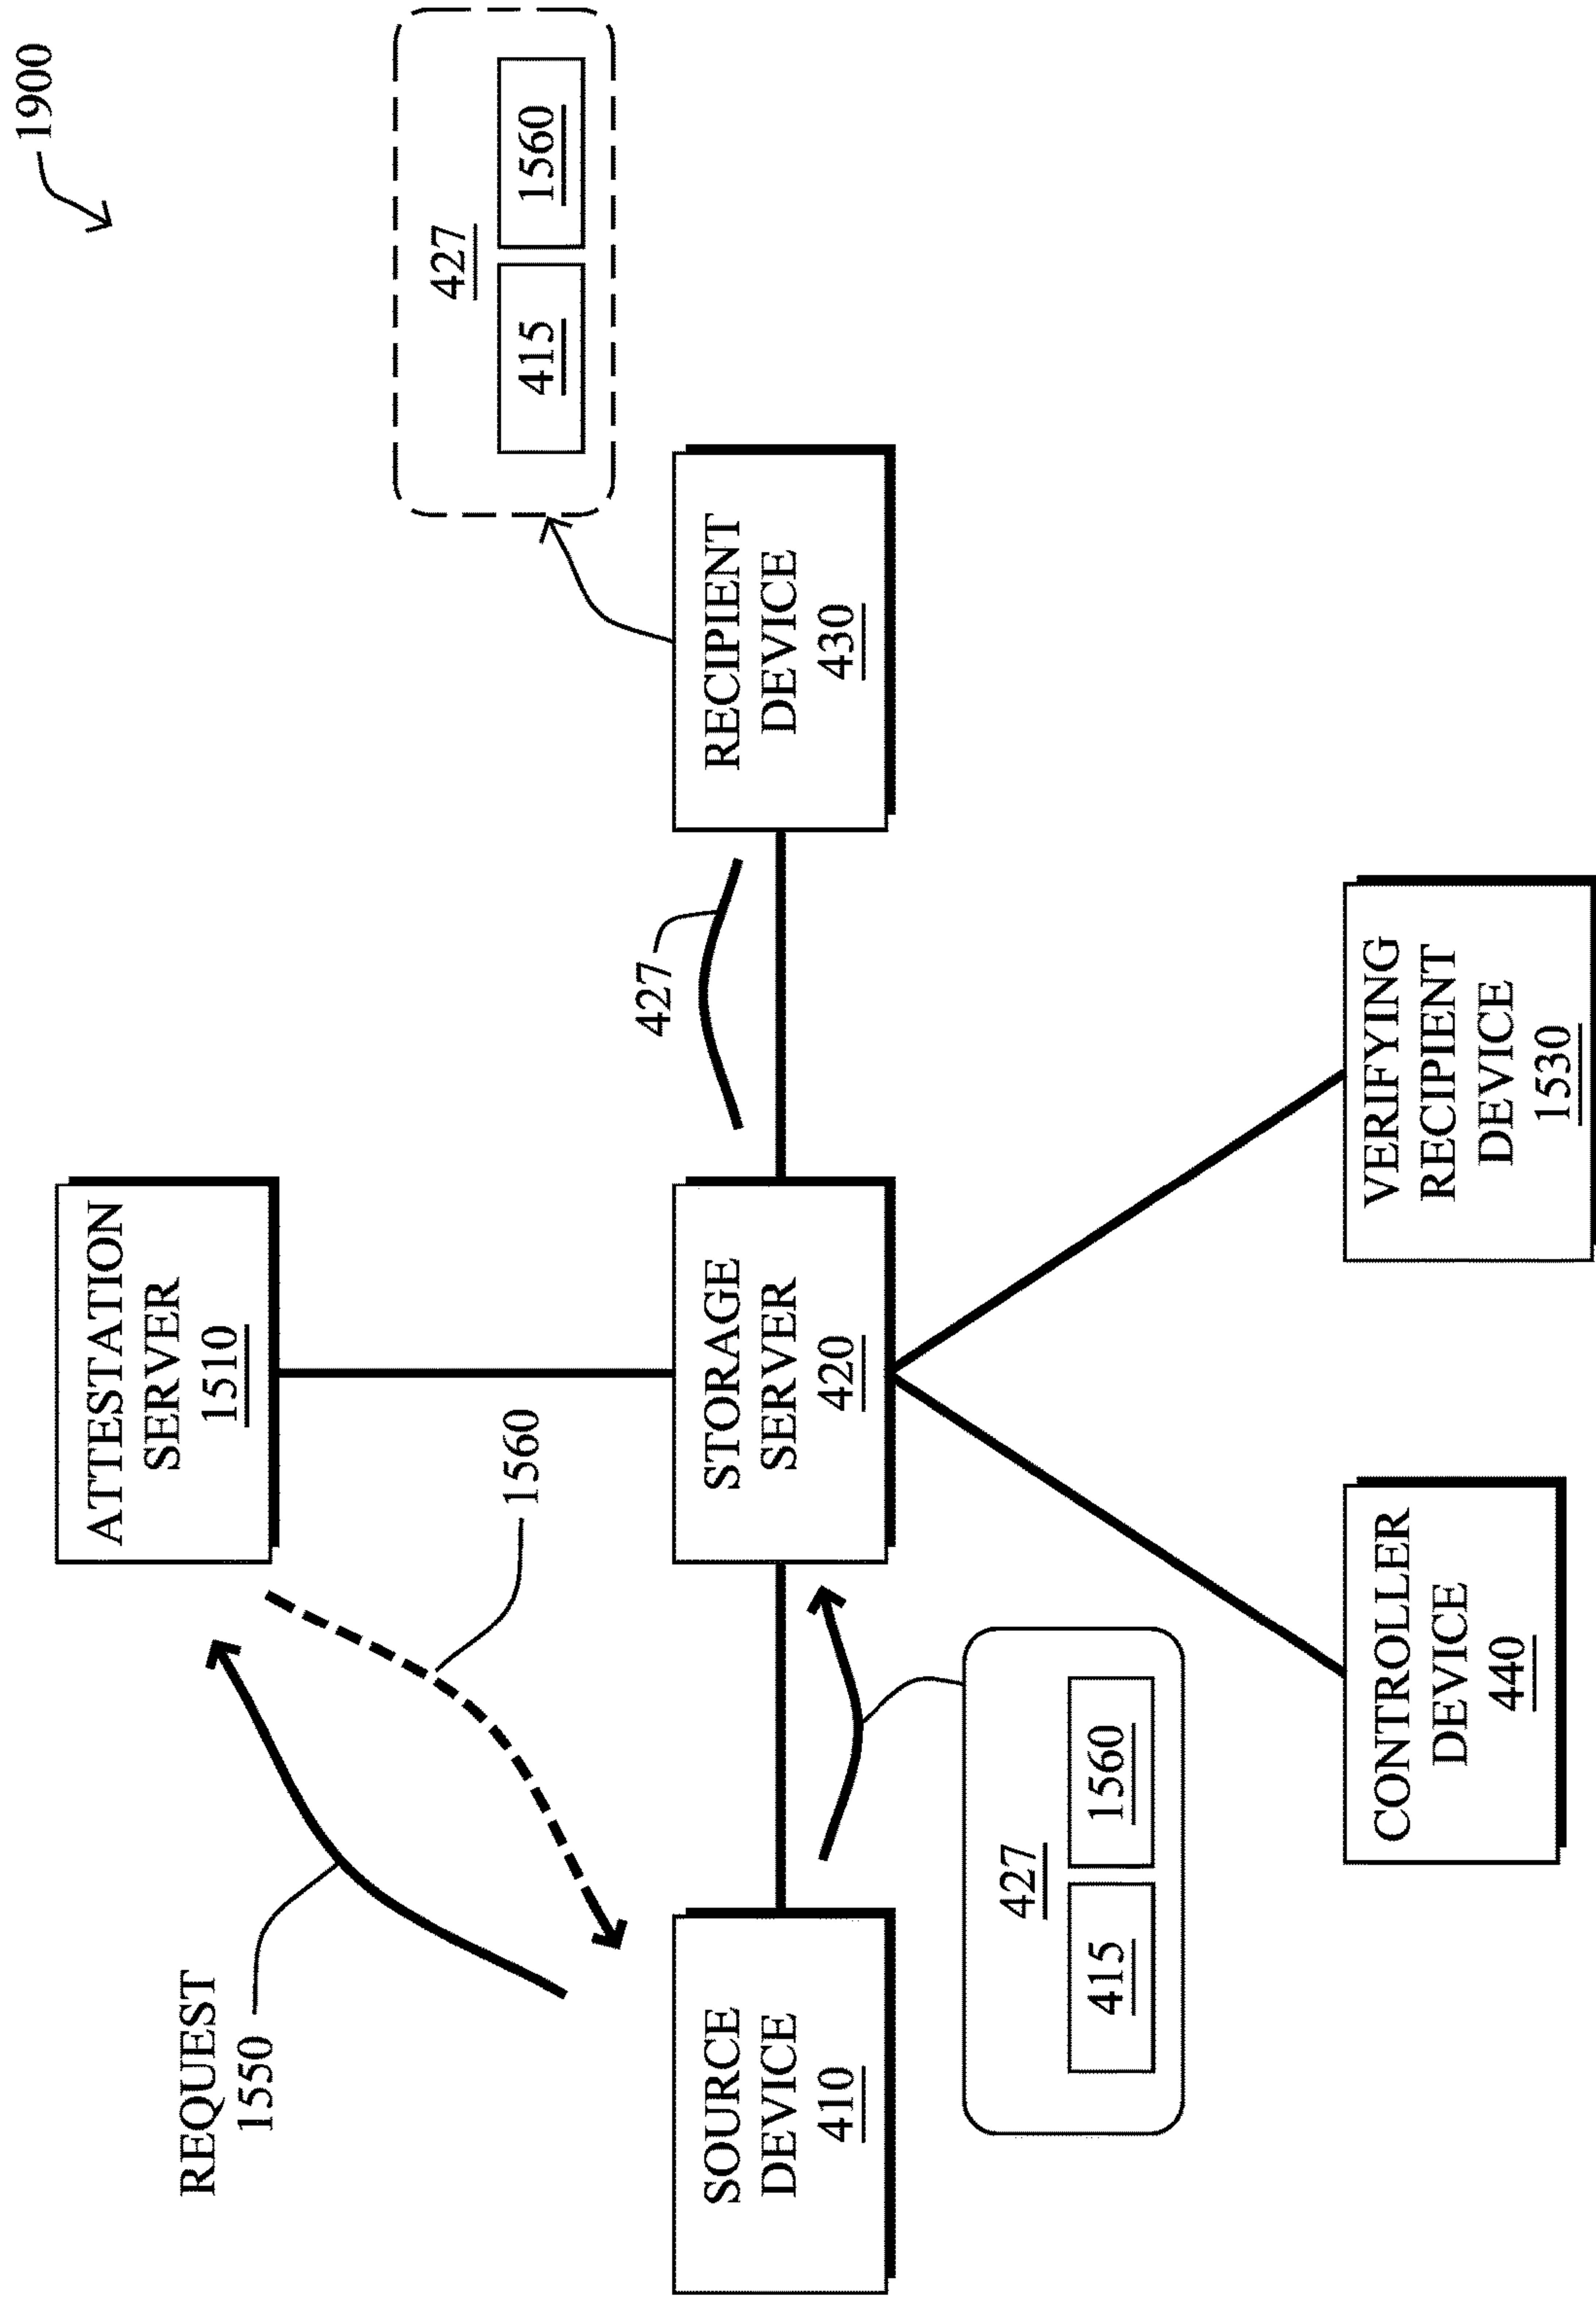 1900
REQUEST
1550
ATTESTATION
SERVER
1510
1560
427
427
415
1560
SOURCE
DEVICE
410
STORAGE
SERVER
420
RECIPIENT
DEVICE
430
427
415
1560
CONTROLLER
DEVICE
440
VERIFYING
RECIPIENT
DEVICE
1530